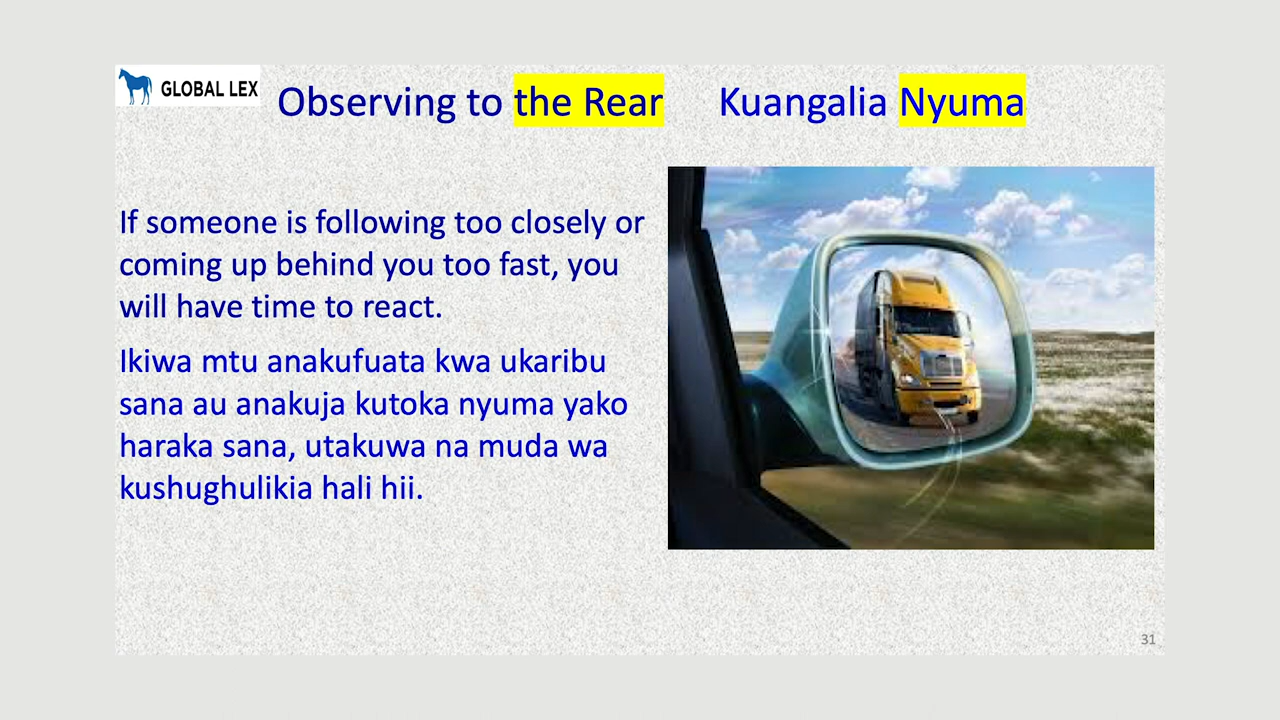 GLOBAL LEX
Observing to the Rear Kuangalia Nyuma
If someone is following too closely or
coming up behind you too fast, you
will have time to react.
Ikiwa mtu anakufuata kwa ukaribu
sana au anakuja kutoka nyuma yako
haraka sana, utakuwa na muda wa
kushughulikia hali hii.
31